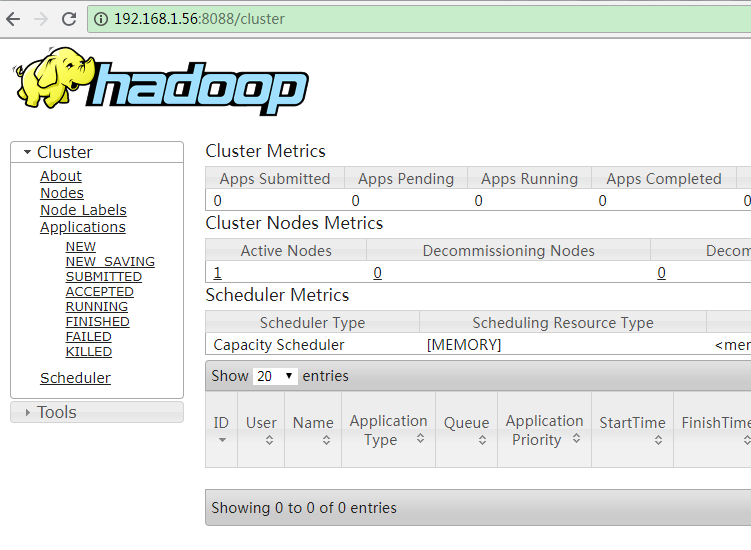 192.168.1.56:8088/cluster
hadoop
Cluster
About
Nodes
Node Labels
Applications
NEW
NEW_SAVING
SUBMITTED
ACCEPTED
RUNNING
FINISHED
FAILED
KILLED
Scheduler
Tools
Cluster Metrics
Apps Submitted Apps Pending Apps Running Apps Completed
0 0 0 0 0
Cluster Nodes Metrics
Active Nodes Decommissioning Nodes Decom
1 0 0
Scheduler Metrics
Scheduler Type Scheduling Resource Type
Capacity Scheduler [MEMORY] <mer
Show 20 entries
ID User Name Application Type Queue Application Priority StartTime FinishTime
Showing 0 to 0 of 0 entries